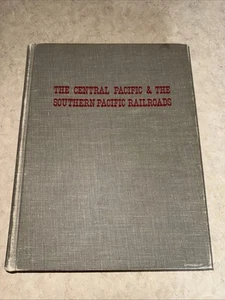 THE CENTRAL PACIFIC & THE
SOUTHERN PACIFIC RAILROADS